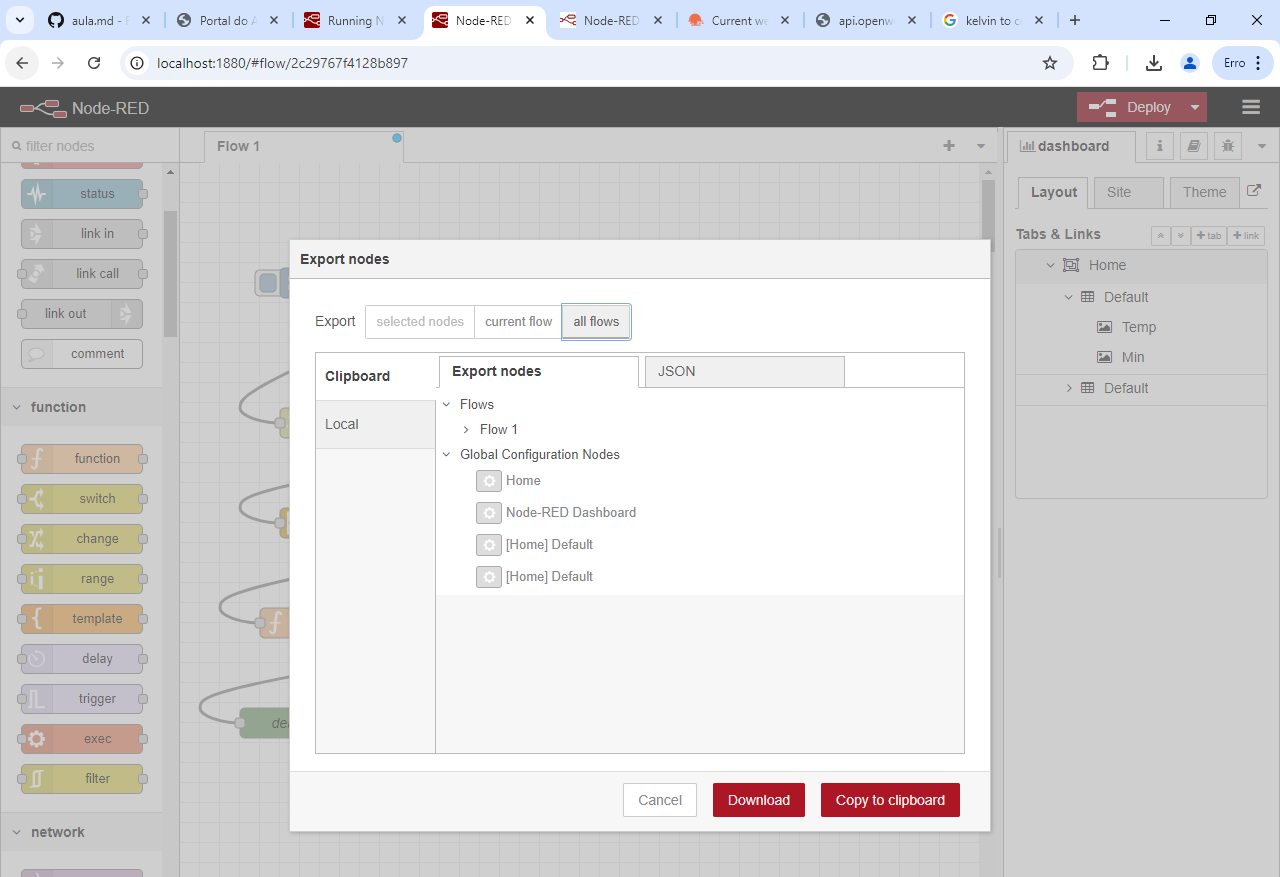 aula.md - F
Portal do A
Running N
Node-RED
Node-RED
Current we
api.openwe
kelvin to ce
localhost:1880/#flow/2c29767f4128b897
Erro
Node-RED
Deploy
filter nodes
Flow 1
dashboard
status
link in
link call
link out
comment
function
function
switch
change
range
template
delay
trigger
exec
filter
network
Layout
Site
Theme
Tabs & Links
tab
link
Home
Default
Temp
Min
Default
Export nodes
Export
selected nodes
current flow
all flows
Clipboard
Local
Export nodes
JSON
Flows
Flow 1
Global Configuration Nodes
Home
Node-RED Dashboard
[Home] Default
[Home] Default
Cancel
Download
Copy to clipboard